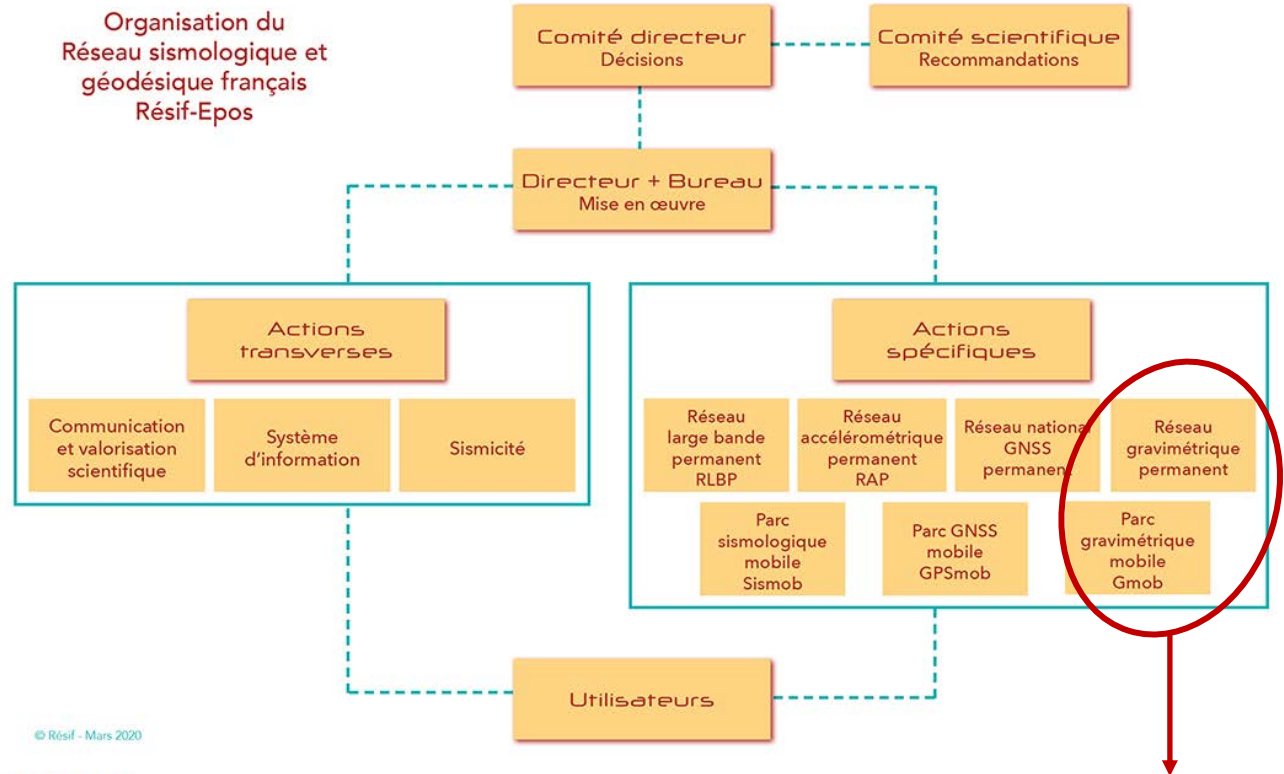 Organisation du
Réseau sismologique et
géodésique français
Résif-Epos
Comité directeur
Décisions
Comité scientifique
Recommandations
Directeur + Bureau
Mise en œuvre
Actions
transverses
Communication
et valorisation
scientifique
Système
d'information
Sismicité
Actions
spécifiques
Réseau
large bande
permanent
RLBP
Réseau
accélérométrique
permanent
RAP
Réseau national
GNSS
permanent
Réseau
gravimétrique
permanent
Parc
sismologique
mobile
Sismob
Parc GNSS
mobile
GPSmob
Parc
gravimétrique
mobile
Gmob
Utilisateurs
© Résif - Mars 2020